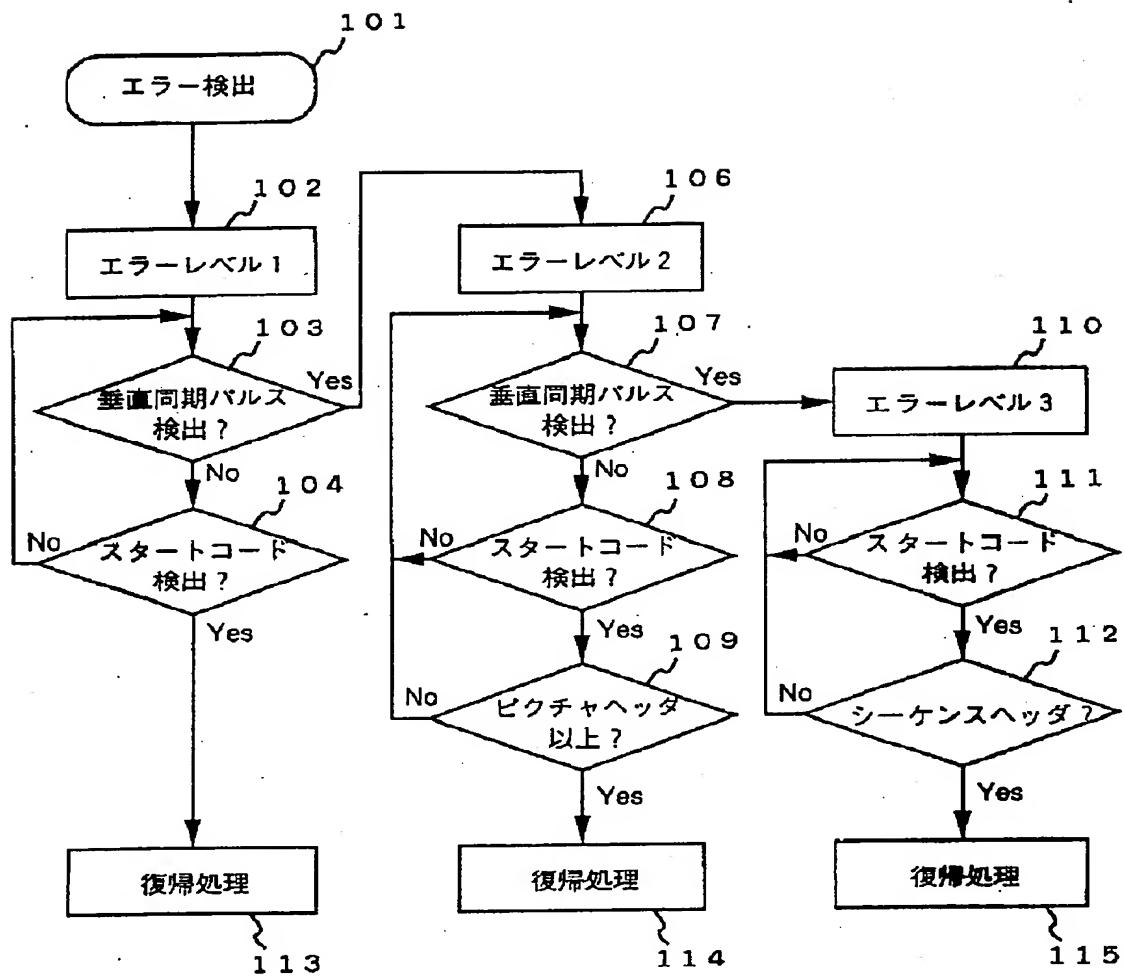 101
エラー検出
102
エラーレベル1
103
垂直同期パルス
検出?
Yes
No
104
スタートコード
検出?
No
Yes
復帰処理
113
106
エラーレベル2
107
垂直同期パルス
検出?
Yes
No
108
スタートコード
検出?
No
Yes
109
ピクチャヘッダ
以上?
No
Yes
復帰処理
114
110
エラーレベル3
111
スタートコード
検出?
No
Yes
112
シーケンスヘッダ?
No
Yes
復帰処理
115